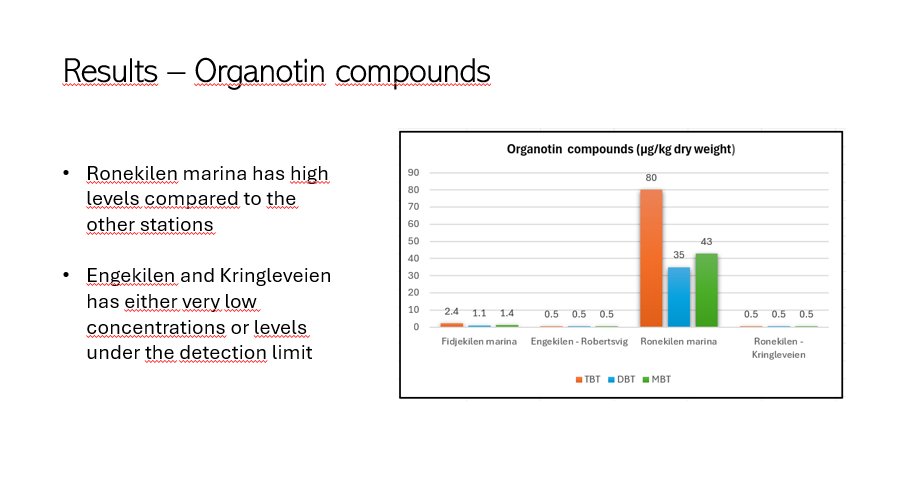 Results – Organotin compounds
• Ronekilen marina has high
levels compared to the
other stations
• Engekilen and Kringleveien
has either very low
concentrations or levels
under the detection limit
Organotin compounds (µg/kg dry weight)
90
80
70
60
50
40
30
20
10
0
2.4 1.1 1.4
0.5 0.5 0.5
80 35 43
0.5 0.5 0.5
Fidjekilen marina
Engekilen - Robertsvig
Ronekilen marina
Ronekilen -
Kringleveien
TBT DBT MBT